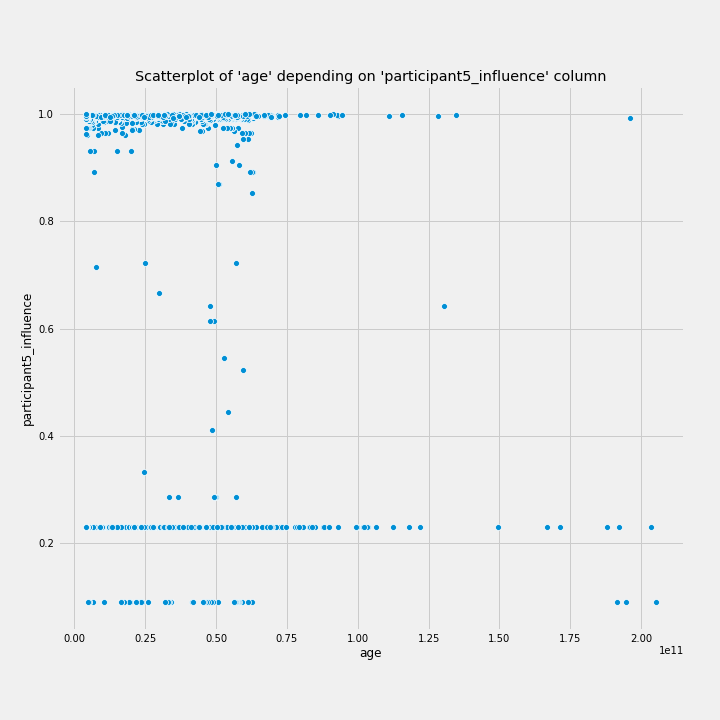 Scatterplot of 'age' depending on 'participant5_influence' column
1.0
0.8
0.6
0.4
0.2
participant5_influence
0.00 0.25 0.50 0.75 1.00 1.25 1.50 1.75 2.00
1e11
age